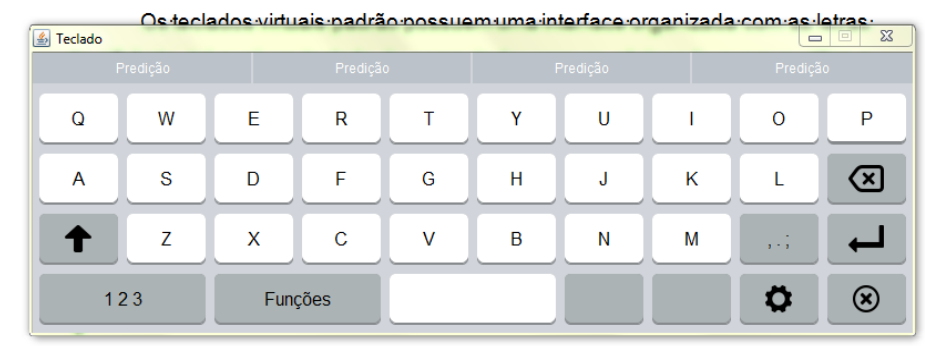 Os teclados virtuais padrão possuem uma interface organizada com as letras
Teclado
Predição Predição Predição Predição
Q W E R T Y U I O P
A S D F G H J K L
Z X C V B N M , . ;
1 2 3 Funções